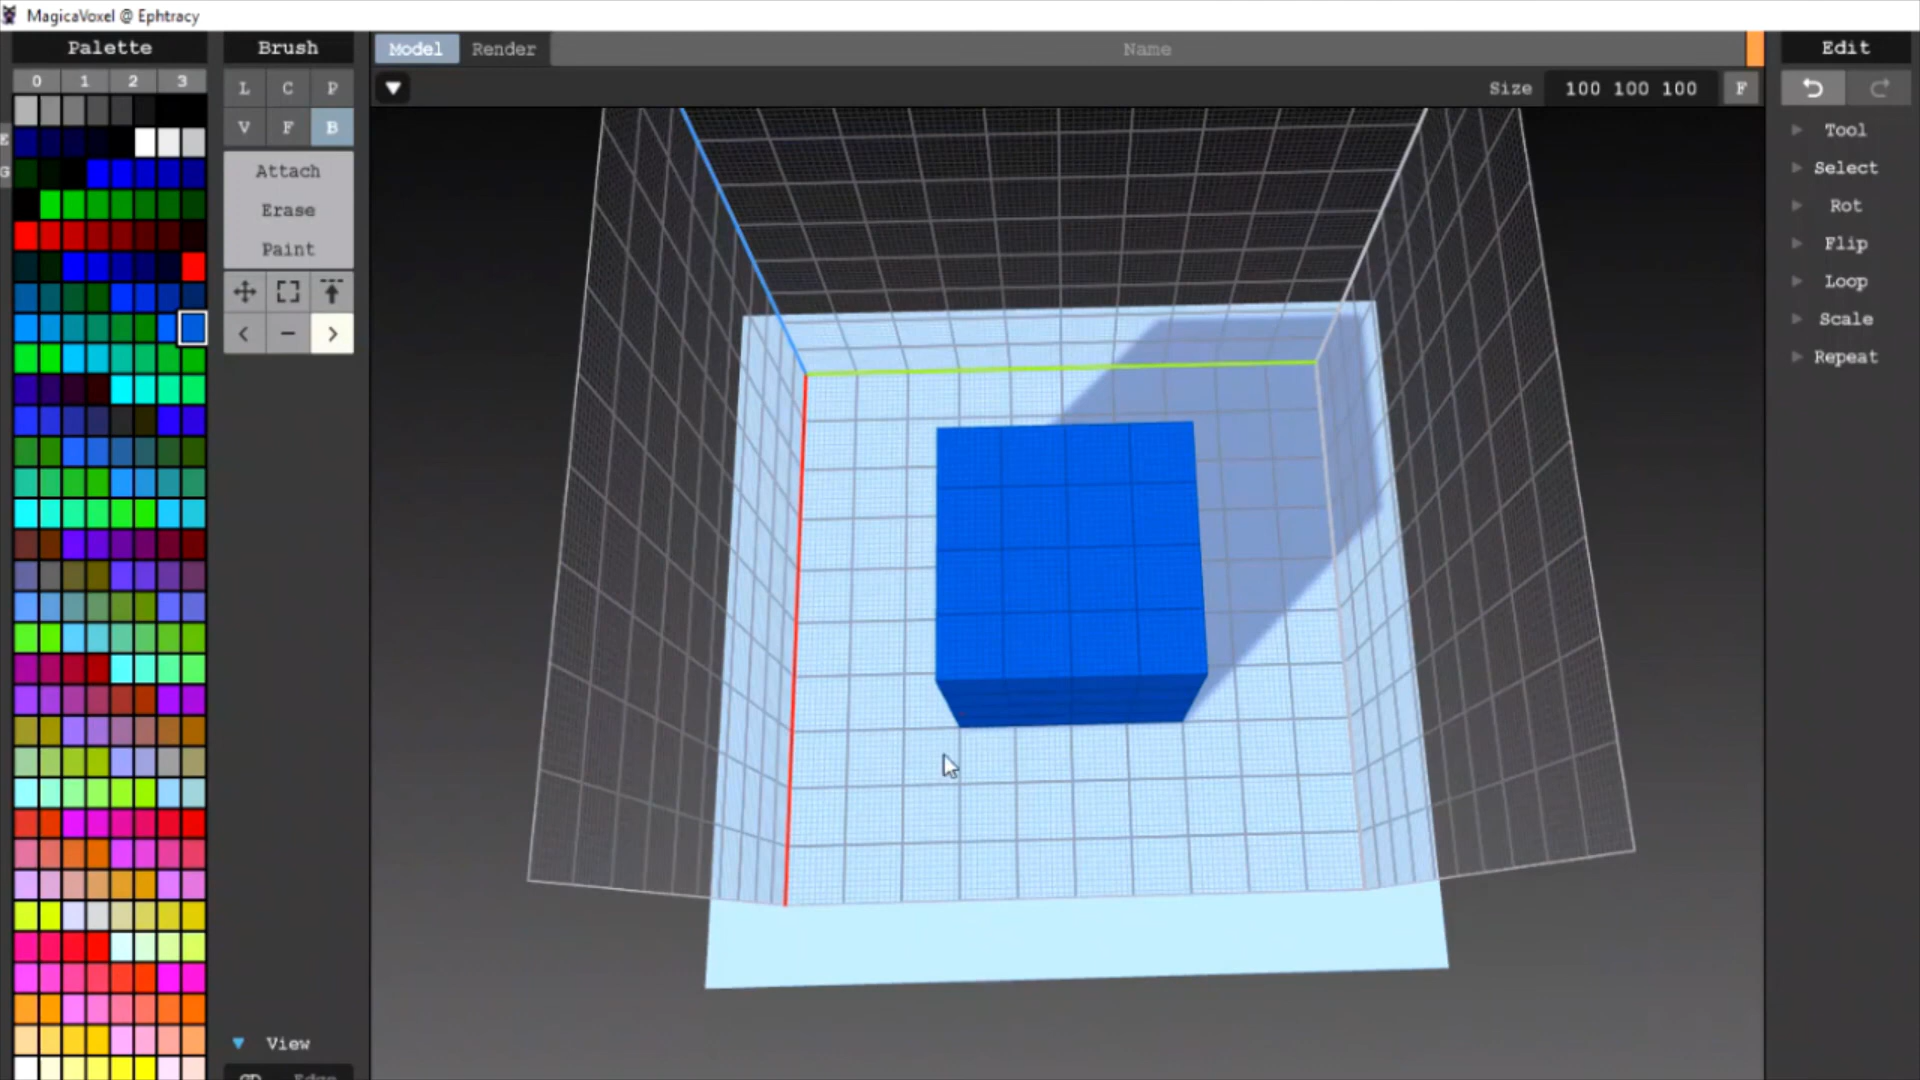 MagicaVoxel @ Ephtracy
Palette
Brush
Model
Render
Name
Edit
0 1 2 3
L C P
Size 100 100 100 F
V F B
E
G
Attach
Erase
Paint
Tool
Select
Rot
Flip
Loop
Scale
Repeat
View
Edge